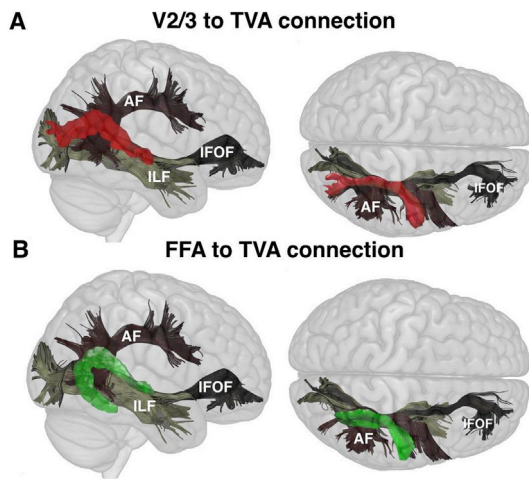 A
V2/3 to TVA connection
AF
IFOF
ILF
AF
IFOF
B
FFA to TVA connection
AF
IFOF
ILF
AF
IFOF